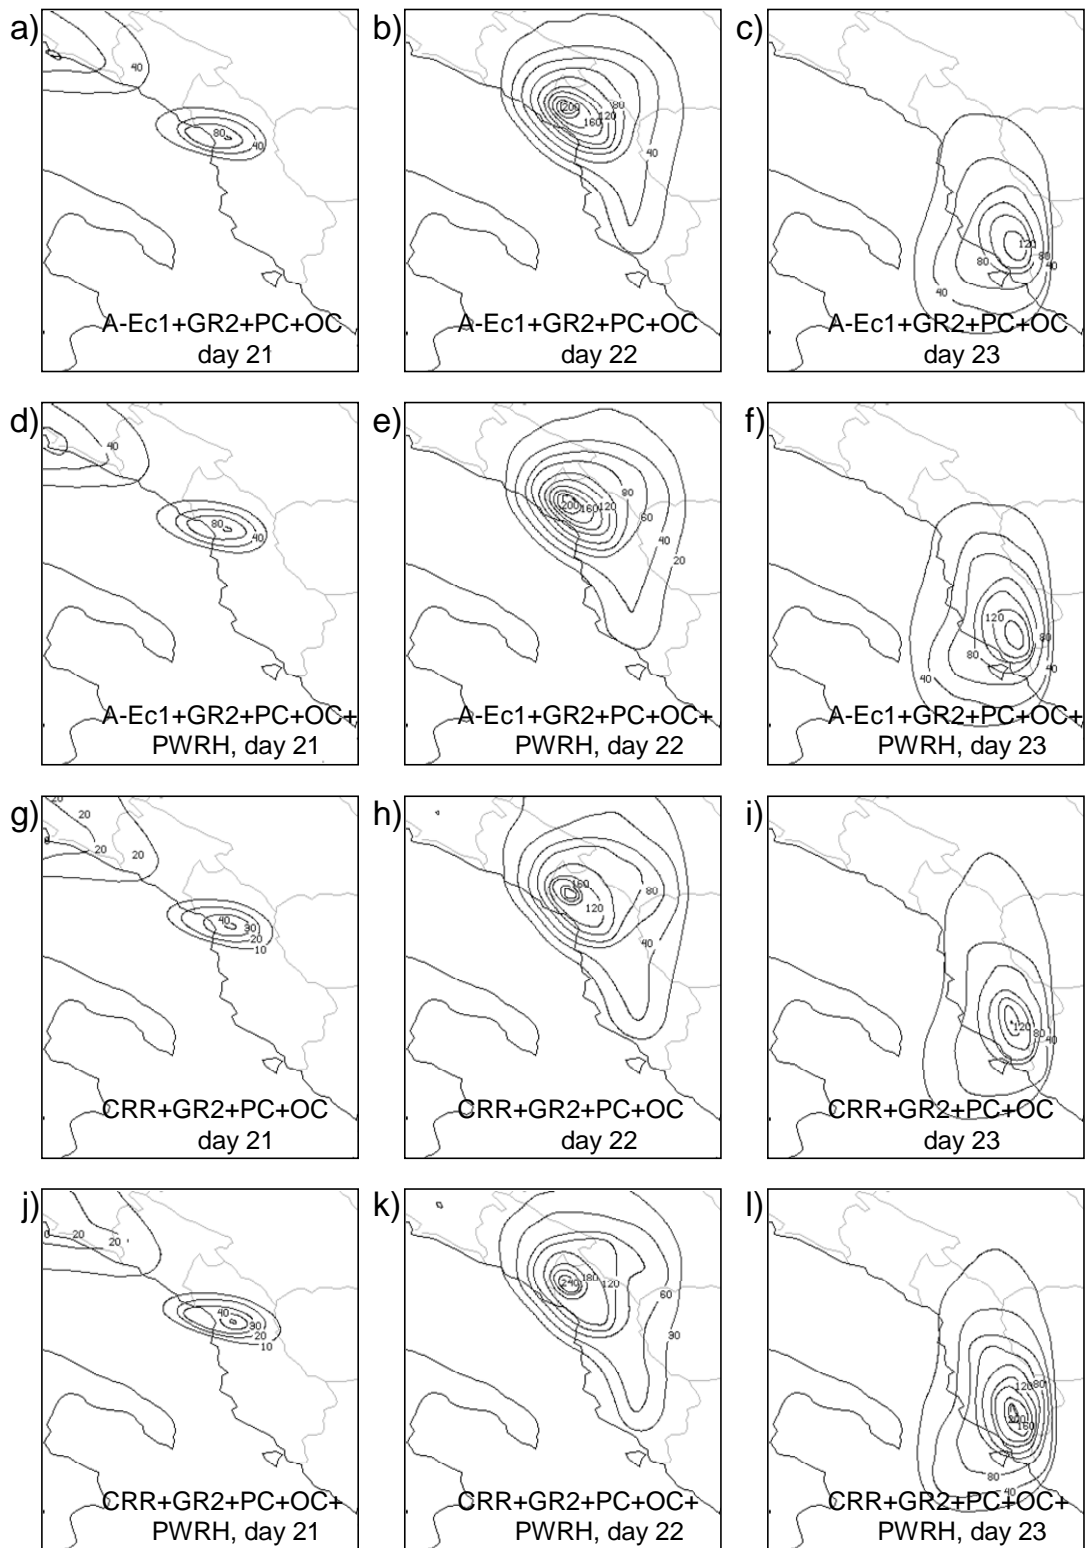 a)
40
80
40
A-Ec1+GR2+PC+OC
day 21
b)
200
80
120
160
40
A-Ec1+GR2+PC+OC
day 22
c)
120
80
80
40
40
A-Ec1+GR2+PC+OC
day 23
d)
40
80
40
A-Ec1+GR2+PC+OC+
PWRH, day 21
e)
80
200
160
120
60
40
20
A-Ec1+GR2+PC+OC+
PWRH, day 22
f)
120
80
80
40
40
A-Ec1+GR2+PC+OC+
PWRH, day 23
g)
20
20
20
20
40
30
20
10
CRR+GR2+PC+OC
day 21
h)
160
80
120
40
CRR+GR2+PC+OC
day 22
i)
120
80
40
CRR+GR2+PC+OC
day 23
j)
0
20
20
40
30
20
10
CRR+GR2+PC+OC+
PWRH, day 21
k)
180
240
120
60
30
CRR+GR2+PC+OC+
PWRH, day 22
l)
120
80
200
160
80
40
CRR+GR2+PC+OC+
PWRH, day 23